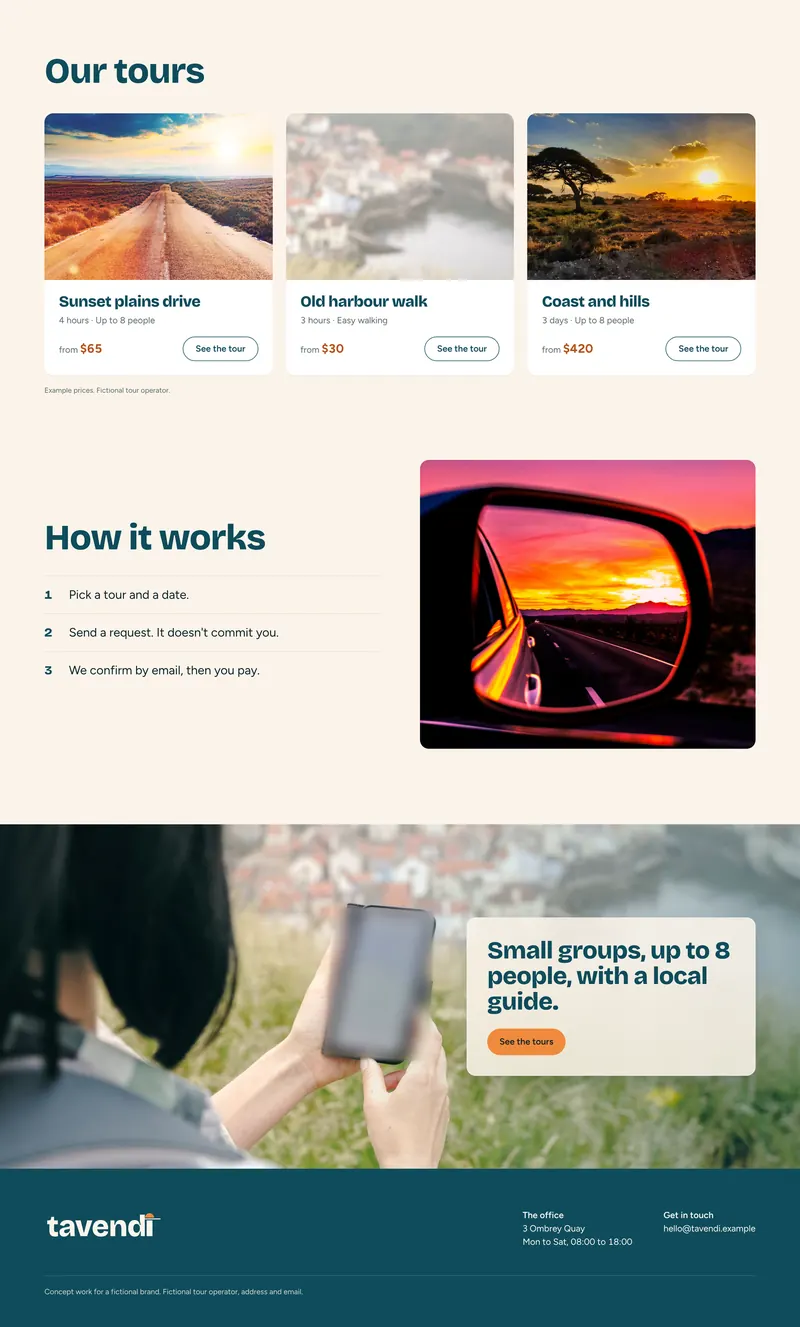 Our tours
Sunset plains drive
4 hours · Up to 8 people
from $65
See the tour
Old harbour walk
3 hours · Easy walking
from $30
See the tour
Coast and hills
3 days · Up to 8 people
from $420
See the tour
Example prices. Fictional tour operator.
How it works
1 Pick a tour and a date.
2 Send a request. It doesn't commit you.
3 We confirm by email, then you pay.
Small groups, up to 8
people, with a local
guide.
See the tours
tavendi
The office
3 Ombrey Quay
Mon to Sat, 08:00 to 18:00
Get in touch
hello@tavendi.example
Concept work for a fictional brand. Fictional tour operator, address and email.